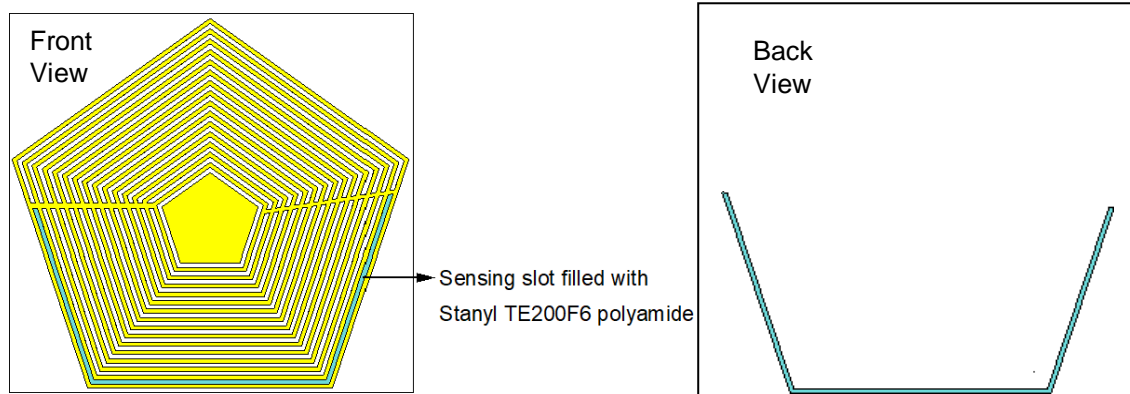 Front
View
Back
View
Sensing slot filled with
Stanyl TE200F6 polyamide